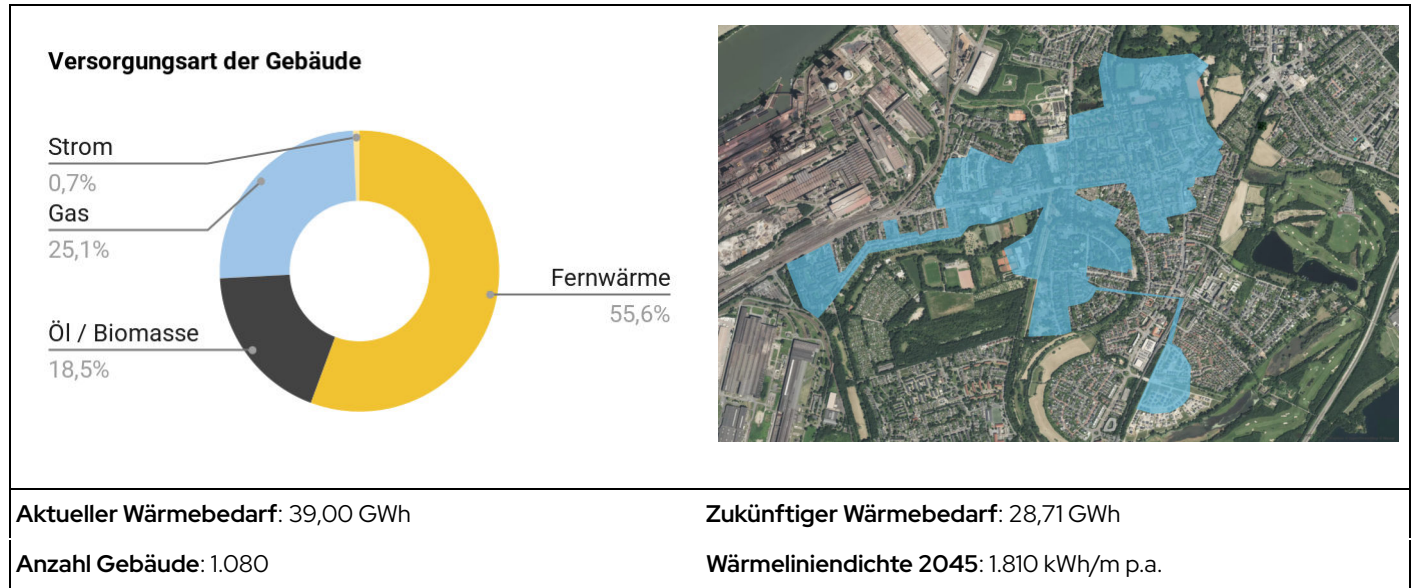 Versorgungsart der Gebäude
Strom
0,7%
Gas
25,1%
Öl / Biomasse
18,5%
Fernwärme
55,6%
Aktueller Wärmebedarf: 39,00 GWh
Zukünftiger Wärmebedarf: 28,71 GWh
Anzahl Gebäude: 1.080
Wärmeliniendichte 2045: 1.810 kWh/m p.a.